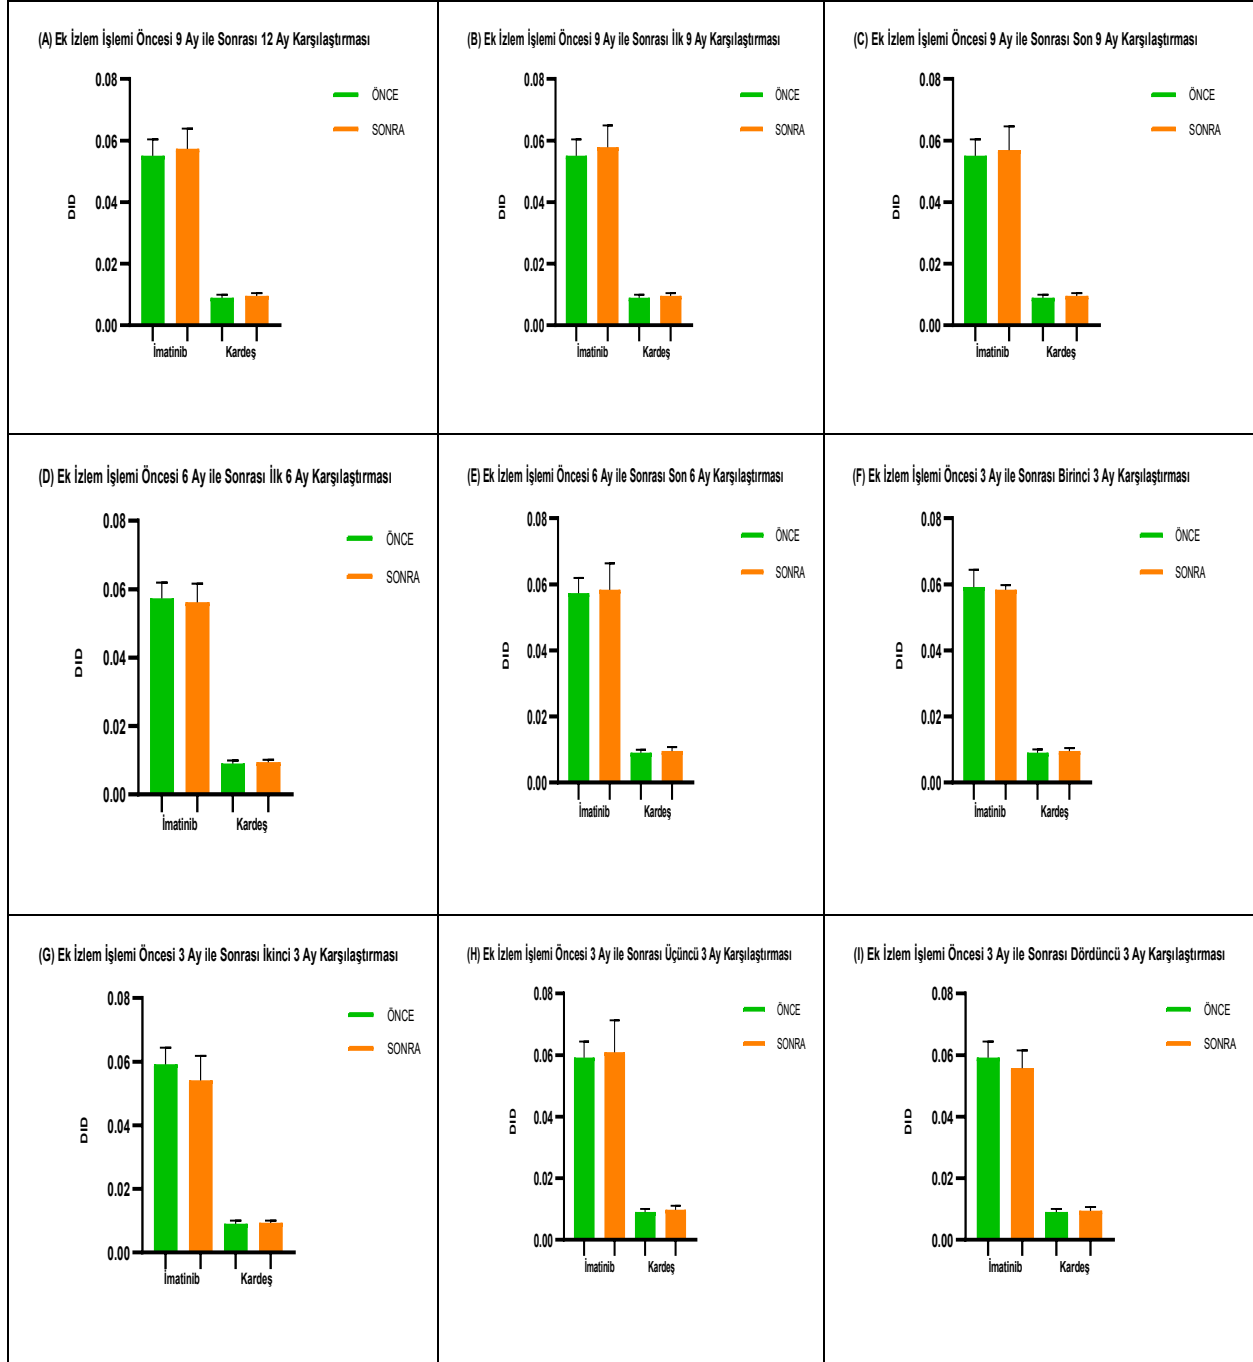 (A) Ek İzlem İşlemi Öncesi 9 Ay ile Sonrası 12 Ay Karşılaştırması
0.08
0.06
0.04
0.02
0.00
DID
ÖNCE
SONRA
İmatinib
Kardeş
(B) Ek İzlem İşlemi Öncesi 9 Ay ile Sonrası İlk 9 Ay Karşılaştırması
0.08
0.06
0.04
0.02
0.00
DID
ÖNCE
SONRA
İmatinib
Kardeş
(C) Ek İzlem İşlemi Öncesi 9 Ay ile Sonrası Son 9 Ay Karşılaştırması
0.08
0.06
0.04
0.02
0.00
DID
ÖNCE
SONRA
İmatinib
Kardeş
(D) Ek İzlem İşlemi Öncesi 6 Ay ile Sonrası İlk 6 Ay Karşılaştırması
0.08
0.06
0.04
0.02
0.00
DID
ÖNCE
SONRA
İmatinib
Kardeş
(E) Ek İzlem İşlemi Öncesi 6 Ay ile Sonrası Son 6 Ay Karşılaştırması
0.08
0.06
0.04
0.02
0.00
DID
ÖNCE
SONRA
İmatinib
Kardeş
(F) Ek İzlem İşlemi Öncesi 3 Ay ile Sonrası Birinci 3 Ay Karşılaştırması
0.08
0.06
0.04
0.02
0.00
DID
ÖNCE
SONRA
İmatinib
Kardeş
(G) Ek İzlem İşlemi Öncesi 3 Ay ile Sonrası İkinci 3 Ay Karşılaştırması
0.08
0.06
0.04
0.02
0.00
DID
ÖNCE
SONRA
İmatinib
Kardeş
(H) Ek İzlem İşlemi Öncesi 3 Ay ile Sonrası Üçüncü 3 Ay Karşılaştırması
0.08
0.06
0.04
0.02
0.00
DID
ÖNCE
SONRA
İmatinib
Kardeş
(I) Ek İzlem İşlemi Öncesi 3 Ay ile Sonrası Dördüncü 3 Ay Karşılaştırması
0.08
0.06
0.04
0.02
0.00
DID
ÖNCE
SONRA
İmatinib
Kardeş